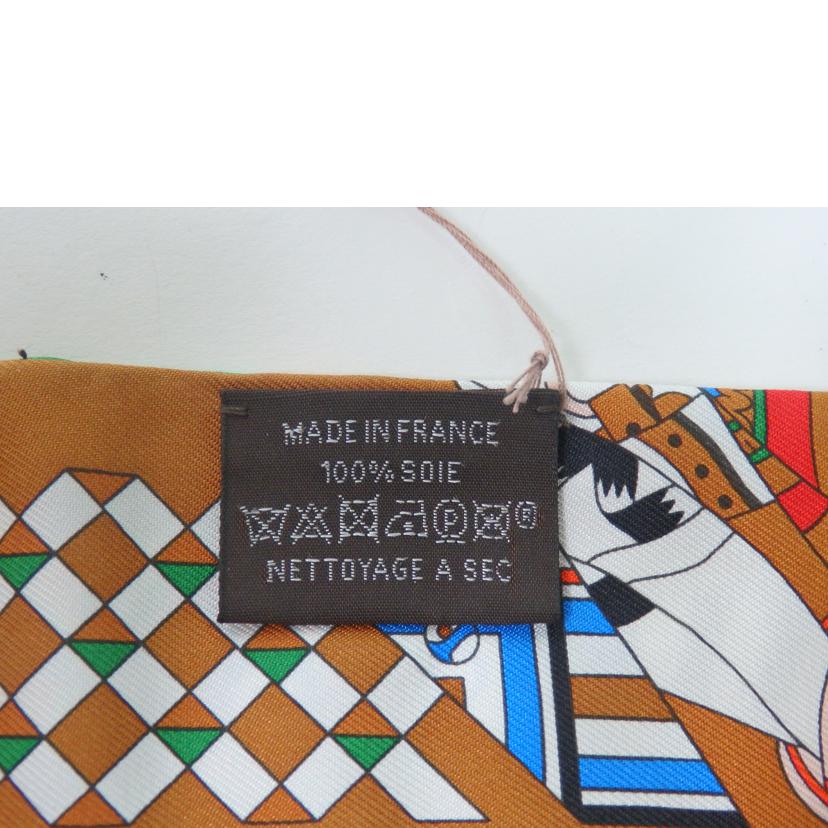 MADE IN FRANCE
100% SOIE
P ®
NETTOYAGE A SEC